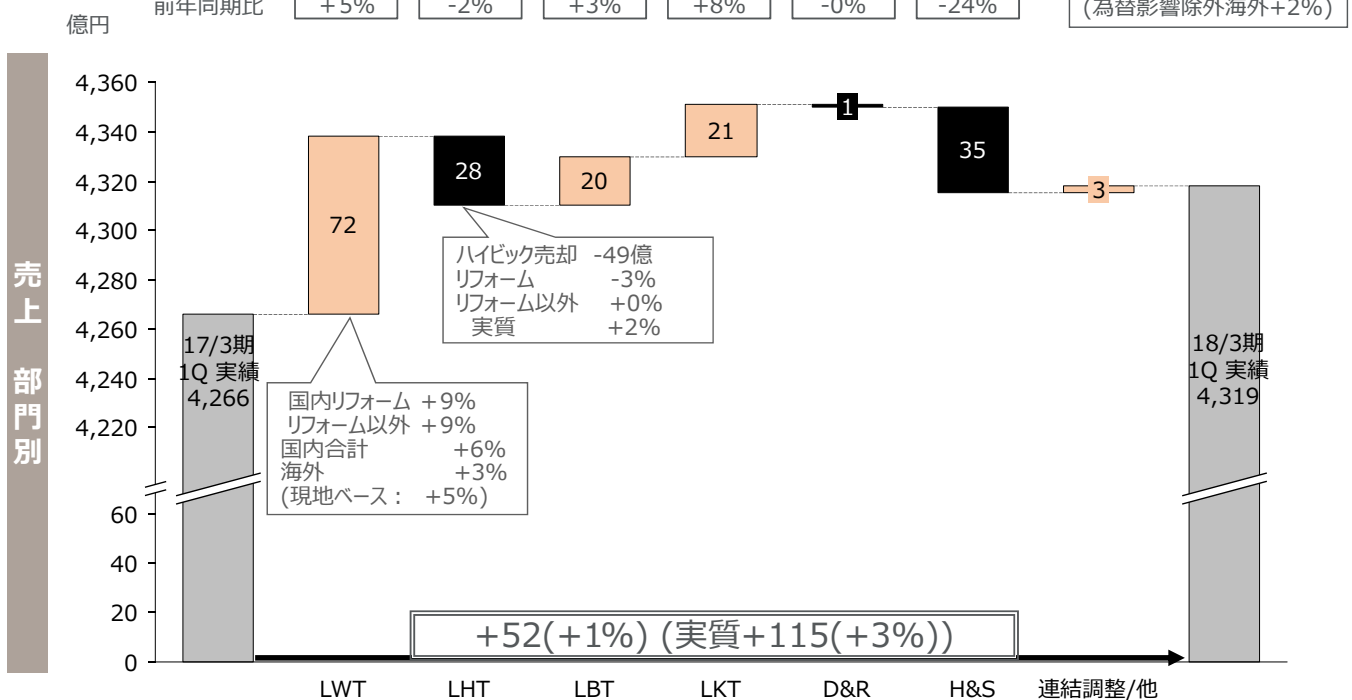 前年同期比 +5% -2% +3% +8% -0% -24% (為替影響除外海外+2%)
億円
4,360
4,340
4,320
4,300
4,280
4,260
4,240
4,220
60
40
20
0
売上 部門別
17/3期
1Q 実績
4,266
72
28
20
21
1
35
3
18/3期
1Q 実績
4,319
ハイビック売却 -49億
リフォーム -3%
リフォーム以外 +0%
実質 +2%
国内リフォーム +9%
リフォーム以外 +9%
国内合計 +6%
海外 +3%
(現地ベース： +5%)
+52(+1%) (実質+115(+3%))
LWT LHT LBT LKT D&R H&S 連結調整/他